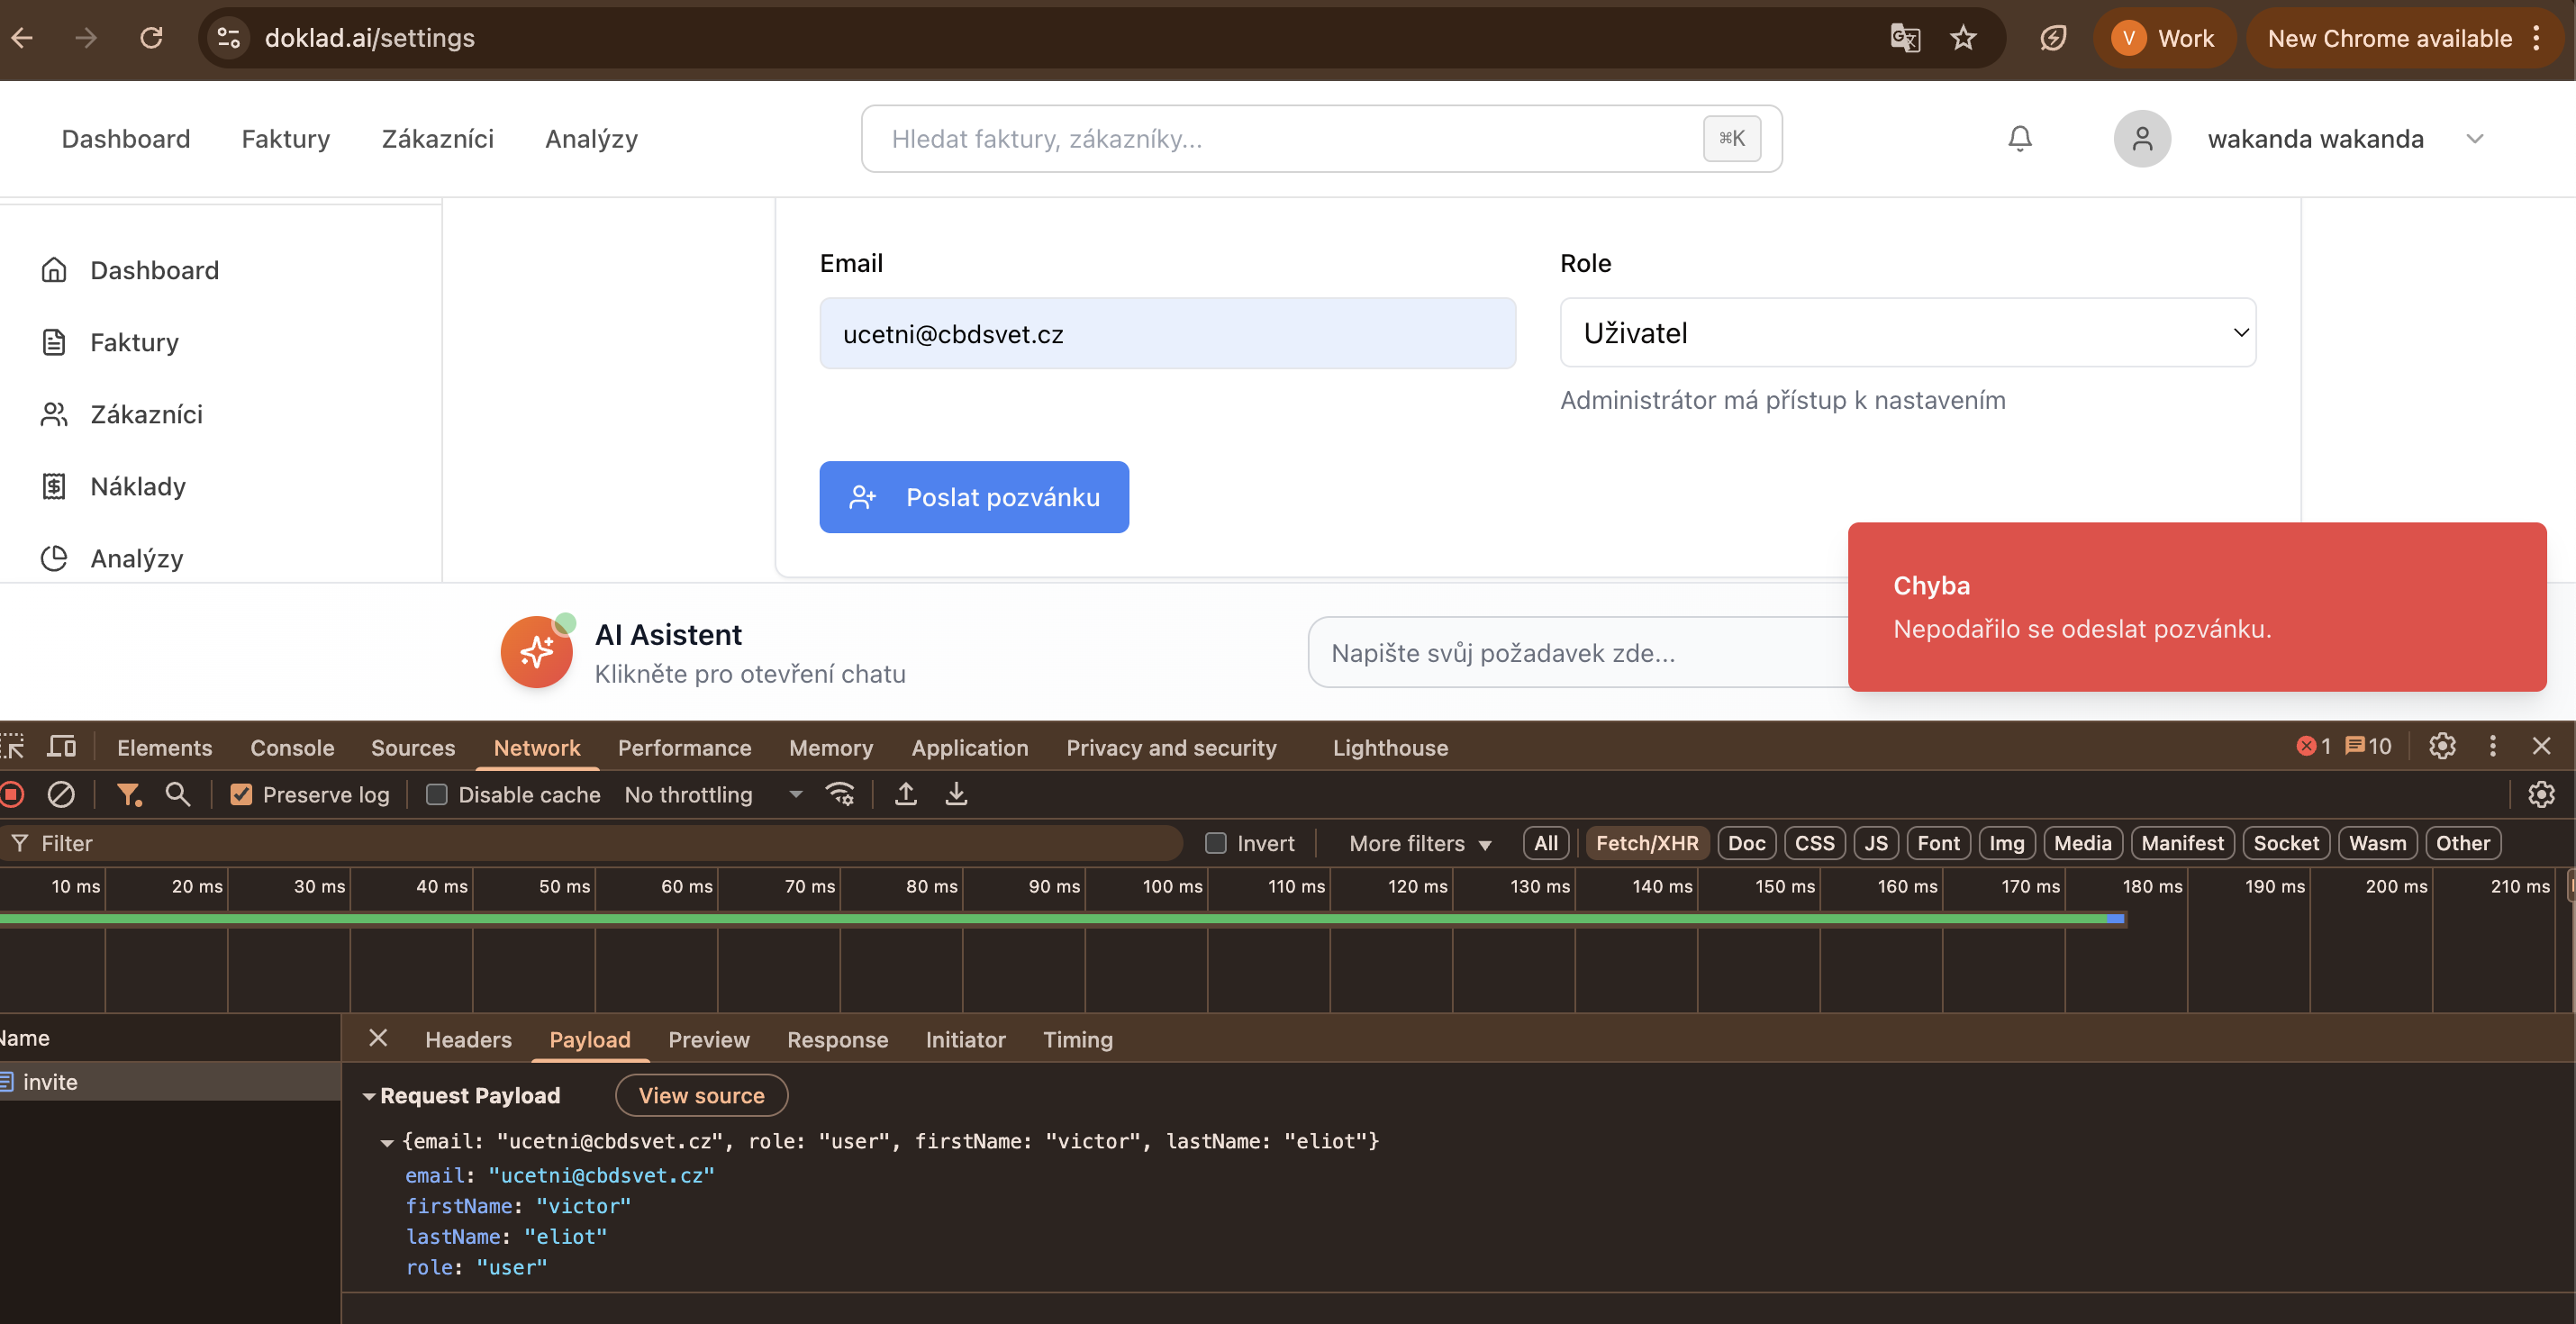 doklad.ai/settings
V Work
New Chrome available
Dashboard Faktury Zákazníci Analýzy
Hledat faktury, zákazníky...
⌘K
wakanda wakanda
Dashboard
Faktury
Zákazníci
Náklady
Analýzy
Email
ucetni@cbdsvet.cz
Role
Uživatel
Administrátor má přístup k nastavením
Poslat pozvánku
AI Asistent
Klikněte pro otevření chatu
Napište svůj požadavek zde...
Chyba
Nepodařilo se odeslat pozvánku.
Elements Console Sources Network Performance Memory Application Privacy and security Lighthouse 1 10
Preserve log Disable cache No throttling
Filter Invert More filters All Fetch/XHR Doc CSS JS Font Img Media Manifest Socket Wasm Other
10 ms 20 ms 30 ms 40 ms 50 ms 60 ms 70 ms 80 ms 90 ms 100 ms 110 ms 120 ms 130 ms 140 ms 150 ms 160 ms 170 ms 180 ms 190 ms 200 ms 210 ms
Name
invite
Headers Payload Preview Response Initiator Timing
Request Payload View source
{email: "ucetni@cbdsvet.cz", role: "user", firstName: "victor", lastName: "eliot"}
email: "ucetni@cbdsvet.cz"
firstName: "victor"
lastName: "eliot"
role: "user"